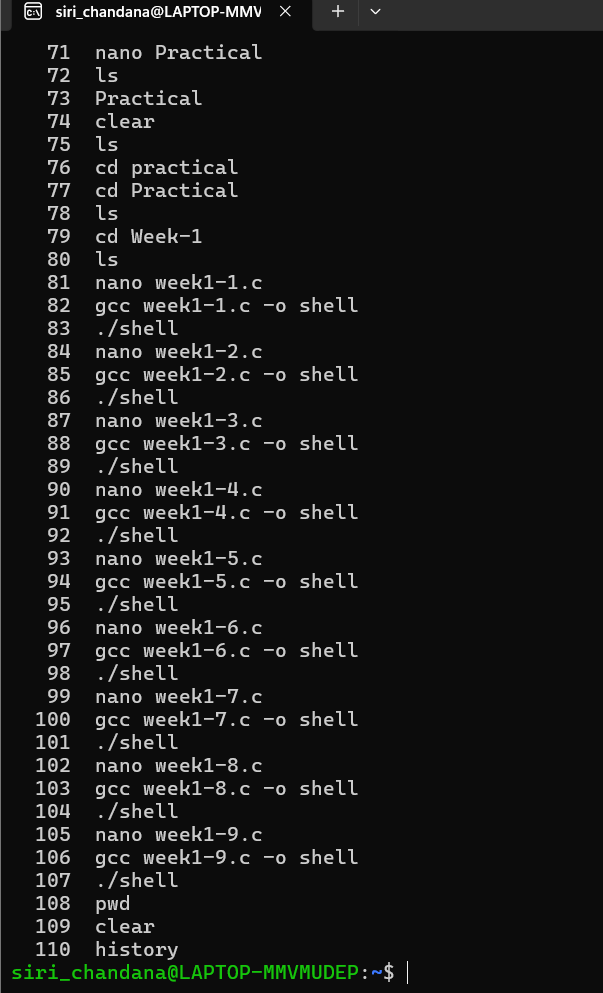 siri_chandana@LAPTOP-MMV
71 nano Practical
72 ls
73 Practical
74 clear
75 ls
76 cd practical
77 cd Practical
78 ls
79 cd Week-1
80 ls
81 nano week1-1.c
82 gcc week1-1.c -o shell
83 ./shell
84 nano week1-2.c
85 gcc week1-2.c -o shell
86 ./shell
87 nano week1-3.c
88 gcc week1-3.c -o shell
89 ./shell
90 nano week1-4.c
91 gcc week1-4.c -o shell
92 ./shell
93 nano week1-5.c
94 gcc week1-5.c -o shell
95 ./shell
96 nano week1-6.c
97 gcc week1-6.c -o shell
98 ./shell
99 nano week1-7.c
100 gcc week1-7.c -o shell
101 ./shell
102 nano week1-8.c
103 gcc week1-8.c -o shell
104 ./shell
105 nano week1-9.c
106 gcc week1-9.c -o shell
107 ./shell
108 pwd
109 clear
110 history
siri_chandana@LAPTOP-MMVMUDEP:~$